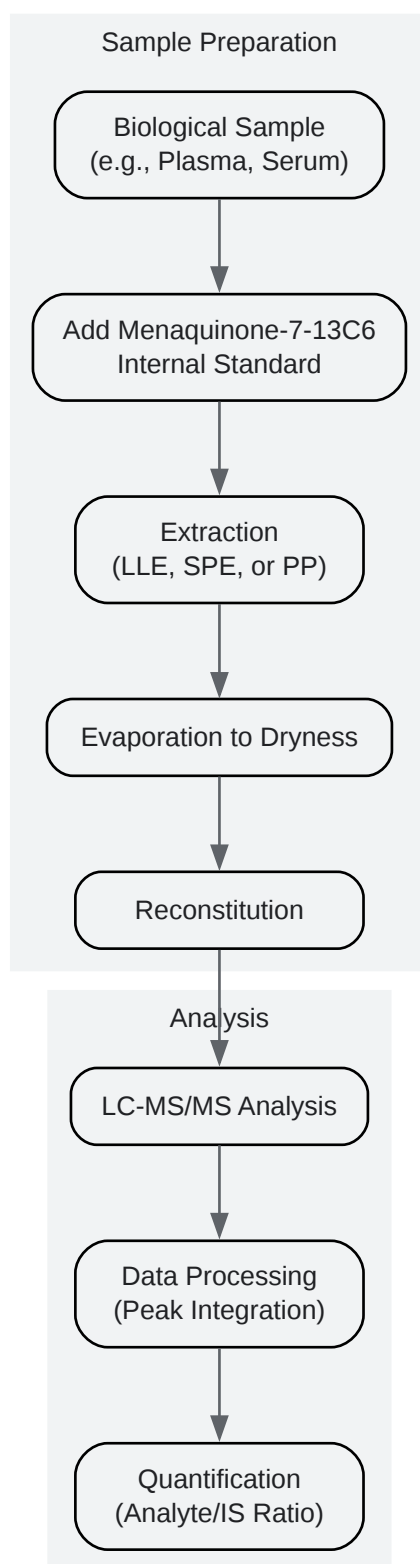 Sample Preparation
Biological Sample
(e.g., Plasma, Serum)
Add Menaquinone-7-13C6
Internal Standard
Extraction
(LLE, SPE, or PP)
Evaporation to Dryness
Reconstitution
Analysis
LC-MS/MS Analysis
Data Processing
(Peak Integration)
Quantification
(Analyte/IS Ratio)